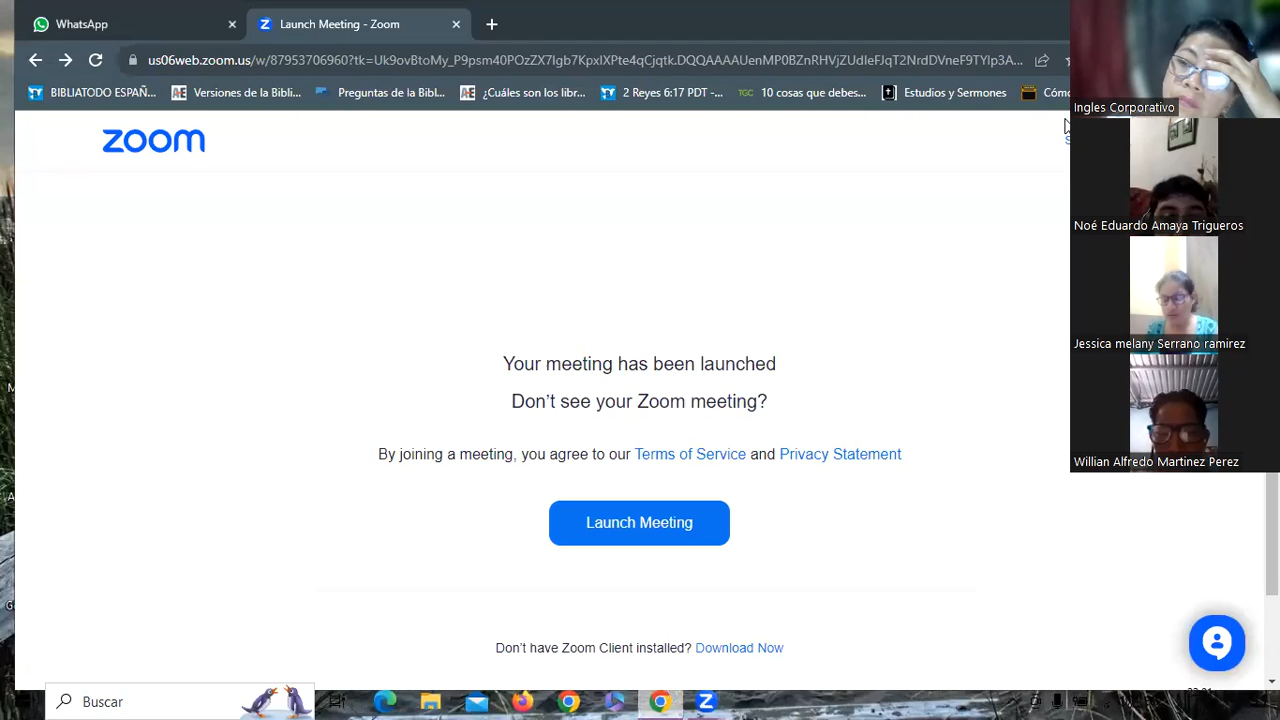 WhatsApp
Launch Meeting - Zoom
us06web.zoom.us/w/87953706960?tk=
BIBLIATODO ESPAÑ...
Versiones de la Bibli...
Preguntas de la Bibl...
¿Cuáles son los libr...
2 Reyes 6:17 PDT -...
TGC
10 cosas que debes...
Estudios y Sermones
Cómo
zoom
Ingles Corporativo
Noé Eduardo Amaya Trigueros
Jessica melany Serrano ramirez
Willian Alfredo Martinez Perez
Your meeting has been launched
Don’t see your Zoom meeting?
By joining a meeting, you agree to our Terms of Service and Privacy Statement
Launch Meeting
Don’t have Zoom Client installed? Download Now
Buscar